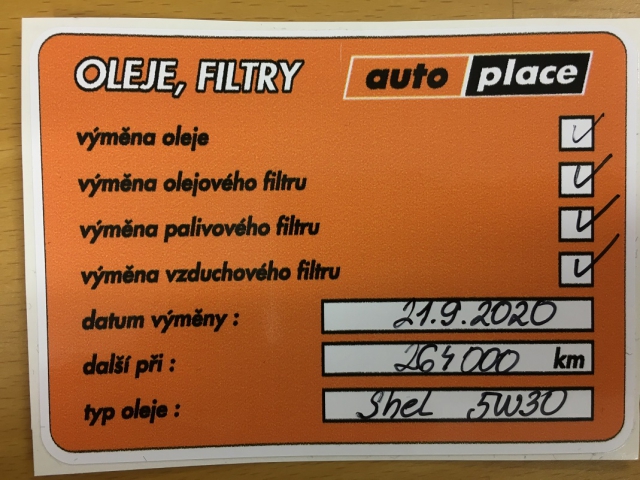 OLEJE, FILTRY auto place
výměna oleje
výměna olejového filtru
výměna palivového filtru
výměna vzduchového filtru
datum výměny : 21.9.2020
další při : 264000 km
typ oleje : Shel 5W30